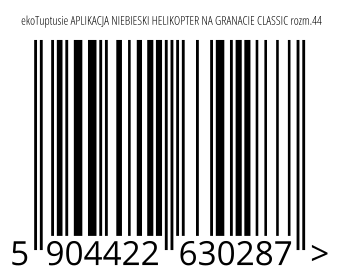 ekoTuptusie APLIKACJA NIEBIESKI HELIKOPTER NA GRANACIE CLASSIC rozm.44
5 904422 630287 >